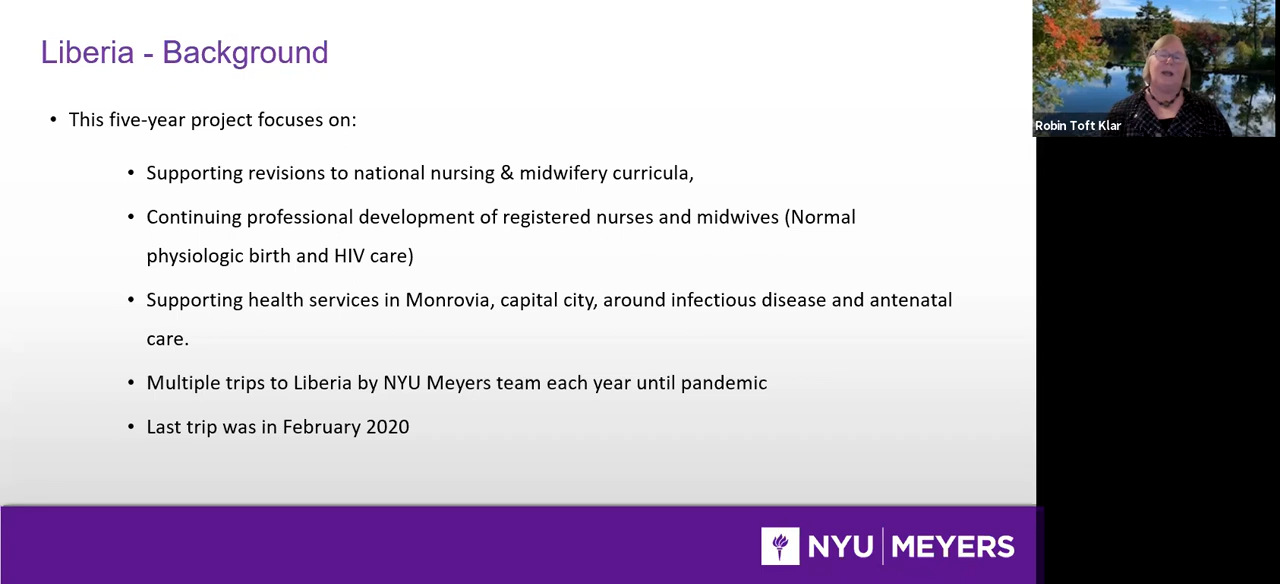 Liberia - Background
• This five-year project focuses on:
• Supporting revisions to national nursing & midwifery curricula,
• Continuing professional development of registered nurses and midwives (Normal
physiologic birth and HIV care)
• Supporting health services in Monrovia, capital city, around infectious disease and antenatal
care.
• Multiple trips to Liberia by NYU Meyers team each year until pandemic
• Last trip was in February 2020
Robin Toft Klar
NYU MEYERS